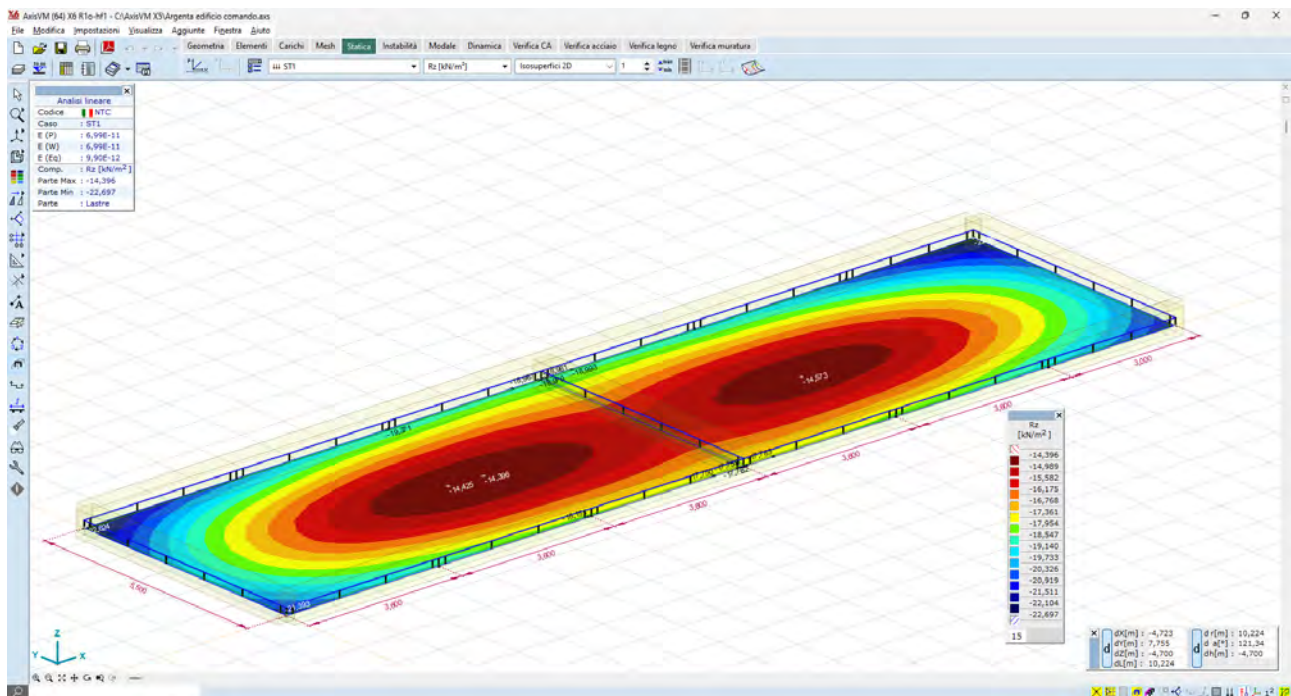 AxisVM (64) X6 R1o-hf1 - C:\AxisVM X5\Argenta edificio comando.axs
File Modifica Impostazioni Visualizza Aggiunte Finestra Aiuto
Geometria Elementi Carichi Mesh Statica Instabilità Modale Dinamica Verifica CA Verifica acciaio Verifica legno Verifica muratura
ST1 Rz [kN/m²] Isosuperfici 2D 1
Analisi lineare
Codice NTC
Caso : ST1
E (P) : 6,99E-11
E (W) : 6,99E-11
E (Eq) : 9,90E-12
Comp. : Rz [kN/m²]
Parte Max : -14,396
Parte Min : -22,697
Parte : Lastre
-14,573
3,000
3,800
3,800
-14,425 -14,396
3,800
3,800
5,500
3,800
Rz
[kN/m²]
-14,396
-14,989
-15,582
-16,175
-16,768
-17,361
-17,954
-18,547
-19,140
-19,733
-20,326
-20,919
-21,511
-22,104
-22,697
15
Z
Y
X
d
dX[m] : -4,723
dY[m] : 7,755
dZ[m] : -4,700
dL[m] : 10,224
d
d r[m] : 10,224
d a[°] : 121,34
dh[m] : -4,700